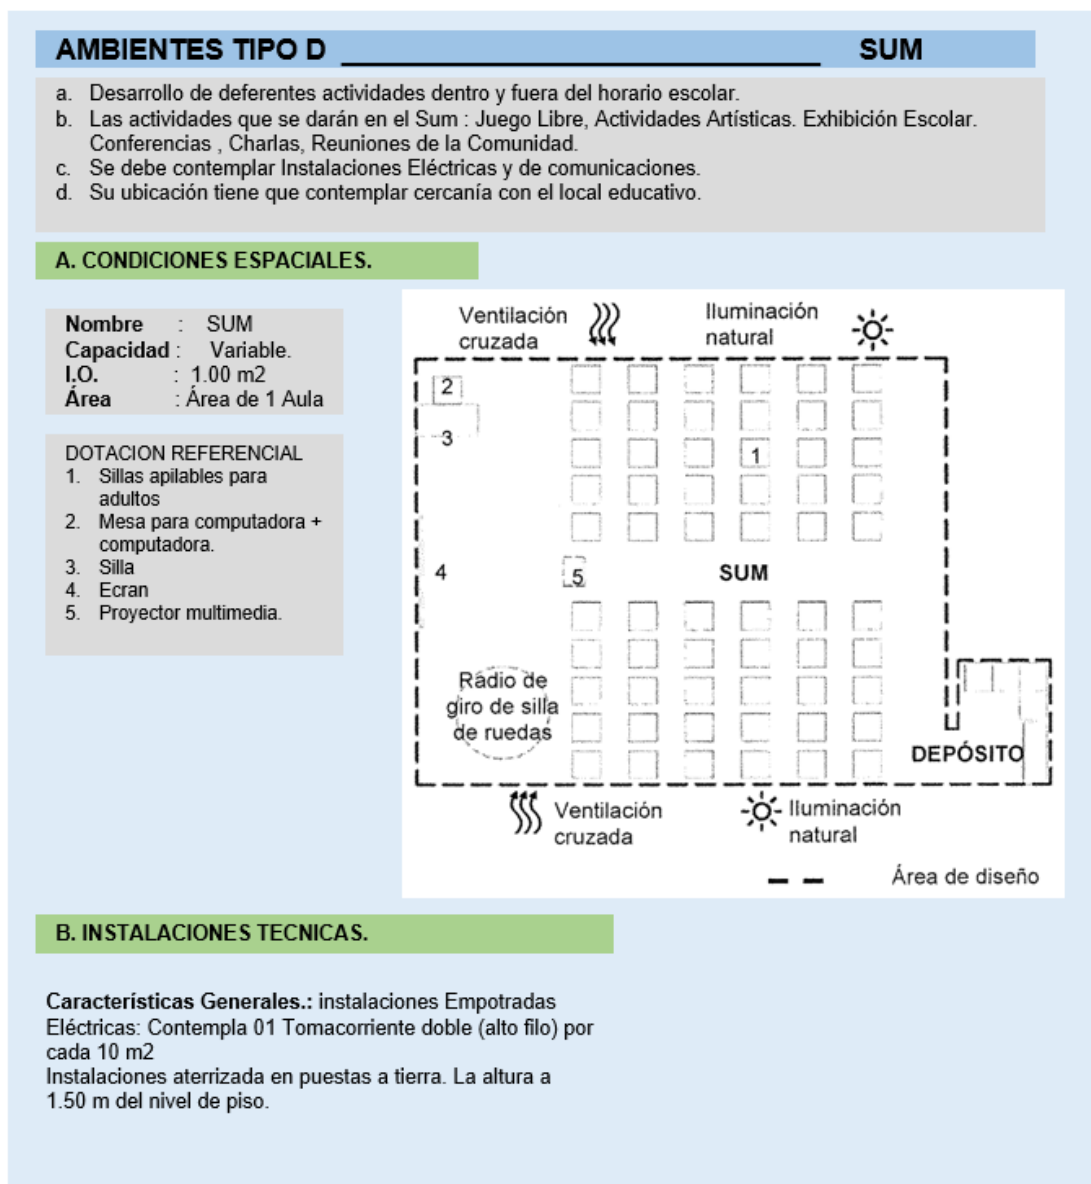 AMBIENTES TIPO D ______________________________ SUM
a. Desarrollo de deferentes actividades dentro y fuera del horario escolar.
b. Las actividades que se darán en el Sum : Juego Libre, Actividades Artísticas. Exhibición Escolar.
Conferencias , Charlas, Reuniones de la Comunidad.
c. Se debe contemplar Instalaciones Eléctricas y de comunicaciones.
d. Su ubicación tiene que contemplar cercanía con el local educativo.
A. CONDICIONES ESPACIALES.
Nombre : SUM
Capacidad : Variable.
I.O. : 1.00 m2
Área : Área de 1 Aula
DOTACION REFERENCIAL
1. Sillas apilables para
adultos
2. Mesa para computadora +
computadora.
3. Silla
4. Ecran
5. Proyector multimedia.
Ventilación
cruzada
Iluminación
natural
2
3
1
4
5
SUM
Rádio de
giro de silla
de ruedas
DEPÓSITO
Ventilación
cruzada
Iluminación
natural
Área de diseño
B. INSTALACIONES TECNICAS.
Características Generales.: instalaciones Empotradas
Eléctricas: Contempla 01 Tomacorriente doble (alto filo) por
cada 10 m2
Instalaciones aterrizada en puestas a tierra. La altura a
1.50 m del nivel de piso.